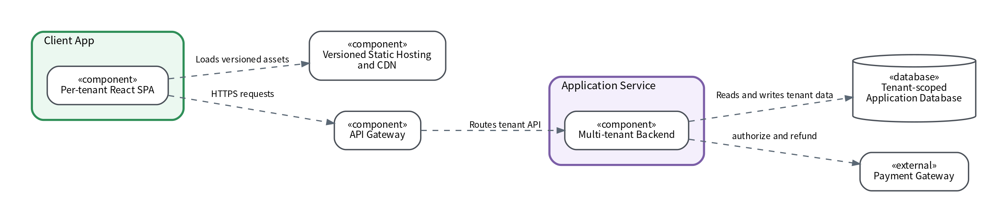 Client App
«component»
Per-tenant React SPA
Loads versioned assets
HTTPS requests
«component»
Versioned Static Hosting
and CDN
«component»
API Gateway
Routes tenant API
Application Service
«component»
Multi-tenant Backend
Reads and writes tenant data
authorize and refund
«database»
Tenant-scoped
Application Database
«external»
Payment Gateway